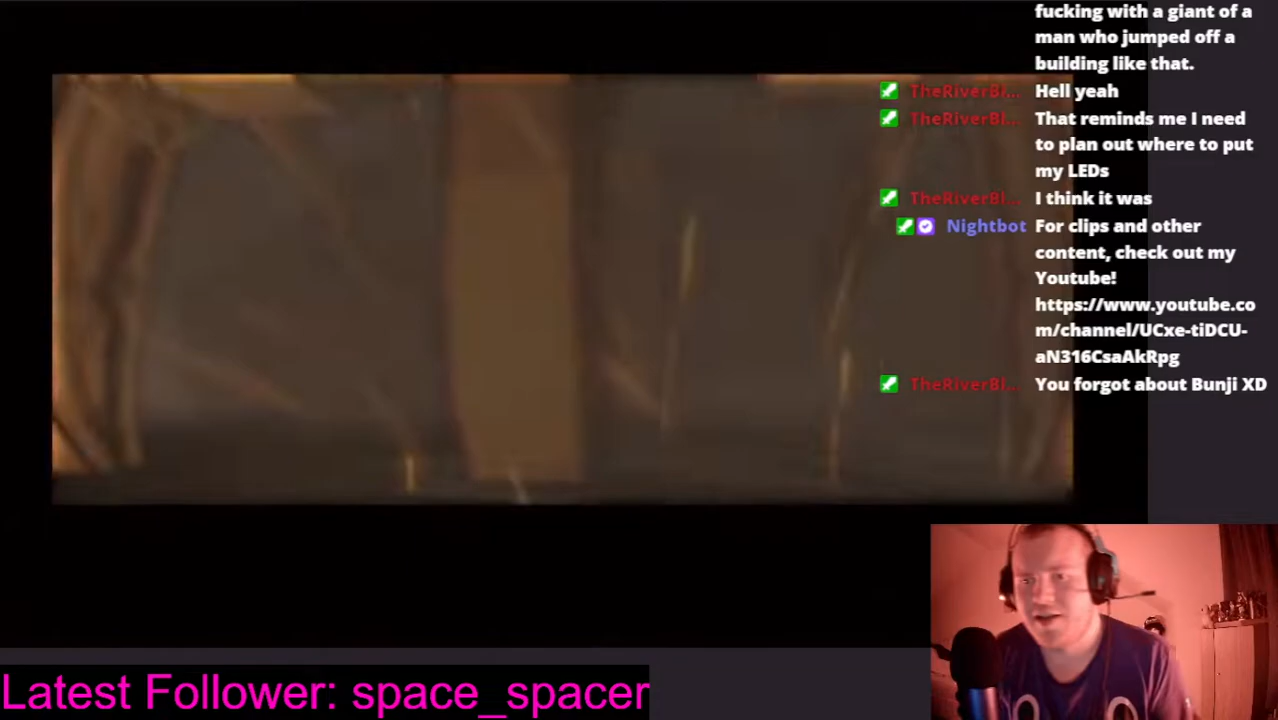 fucking with a giant of a
man who jumped off a
building like that.
TheRiverBl... Hell yeah
TheRiverBl... That reminds me I need
to plan out where to put
my LEDs
TheRiverBl... I think it was
Nightbot For clips and other
content, check out my
Youtube!
https://www.youtube.co
m/channel/UCxe-tiDCU-
aN316CsaAkRpg
TheRiverBl... You forgot about Bunji XD
Latest Follower: space_spacer